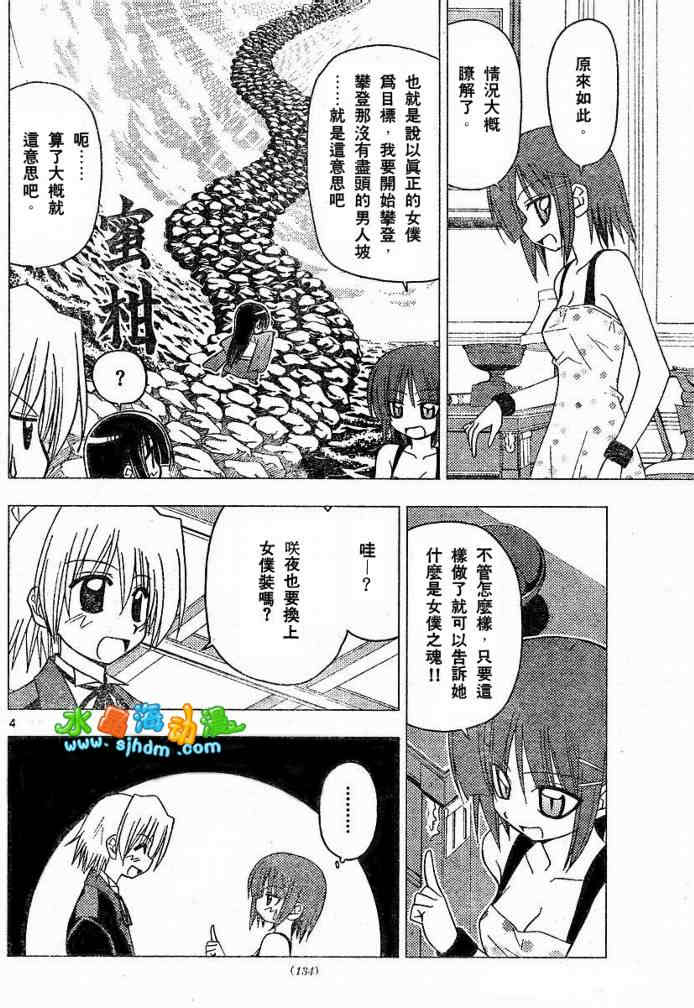 原來如此。
情況大概
瞭解了。
也就是說以真正的女僕
為目標，我要開始攀登，
攀登那沒有盡頭的男人坡
……就是這意思吧
蜜柑
呃……
算了大概就
這意思吧。
？
不管怎麼樣，只要這
樣做了就可以告訴她
什麼是女僕之魂!!
哇—？
咲夜也要換上
女僕裝嗎？
………
4
水晶海动漫
www.sjhdm.com
(134)